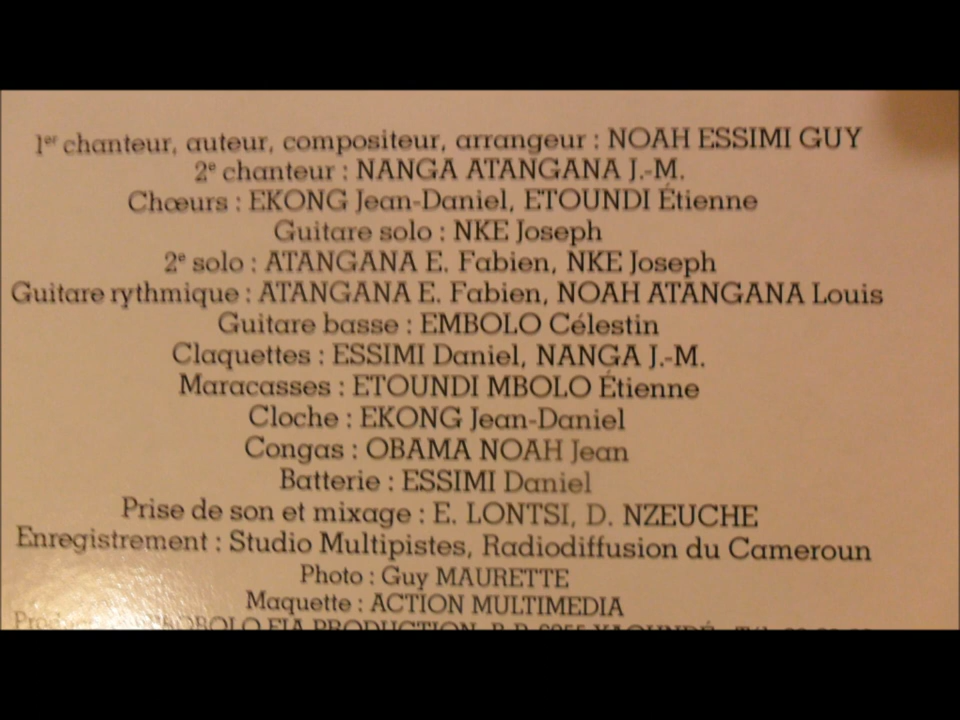 1er chanteur, auteur, compositeur, arrangeur : NOAH ESSIMI GUY
2e chanteur : NANGA ATANGANA J.-M.
Chœurs : EKONG Jean-Daniel, ETOUNDI Étienne
Guitare solo : NKE Joseph
2e solo : ATANGANA E. Fabien, NKE Joseph
Guitare rythmique : ATANGANA E. Fabien, NOAH ATANGANA Louis
Guitare basse : EMBOLO Célestin
Claquettes : ESSIMI Daniel, NANGA J.-M.
Maracasses : ETOUNDI MBOLO Étienne
Cloche : EKONG Jean-Daniel
Congas : OBAMA NOAH Jean
Batterie : ESSIMI Daniel
Prise de son et mixage : E. LONTSI, D. NZEUCHE
Enregistrement : Studio Multipistes, Radiodiffusion du Cameroun
Photo : Guy MAURETTE
Maquette : ACTION MULTIMEDIA
PRODUCTION, B.P. YAOUNDÉ